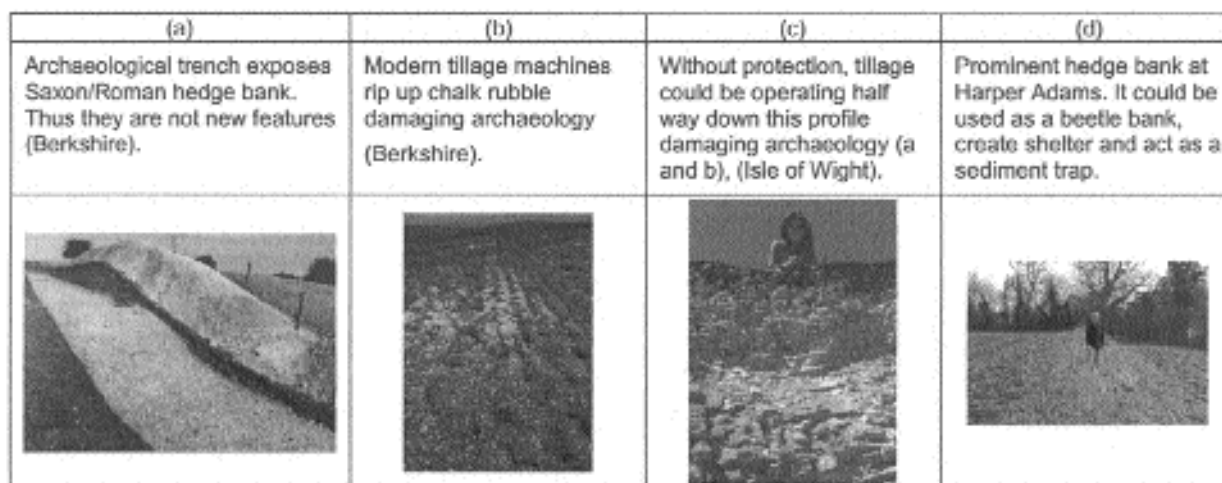 (a)
(b)
(c)
(d)
Archaeological trench exposes
Saxon/Roman hedge bank.
Thus they are not new features
(Berkshire).
Modern tillage machines
rip up chalk rubble
damaging archaeology
(Berkshire).
Without protection, tillage
could be operating half
way down this profile
damaging archaeology (a
and b), (Isle of Wight).
Prominent hedge bank at
Harper Adams. It could be
used as a beetle bank,
create shelter and act as a
sediment trap.